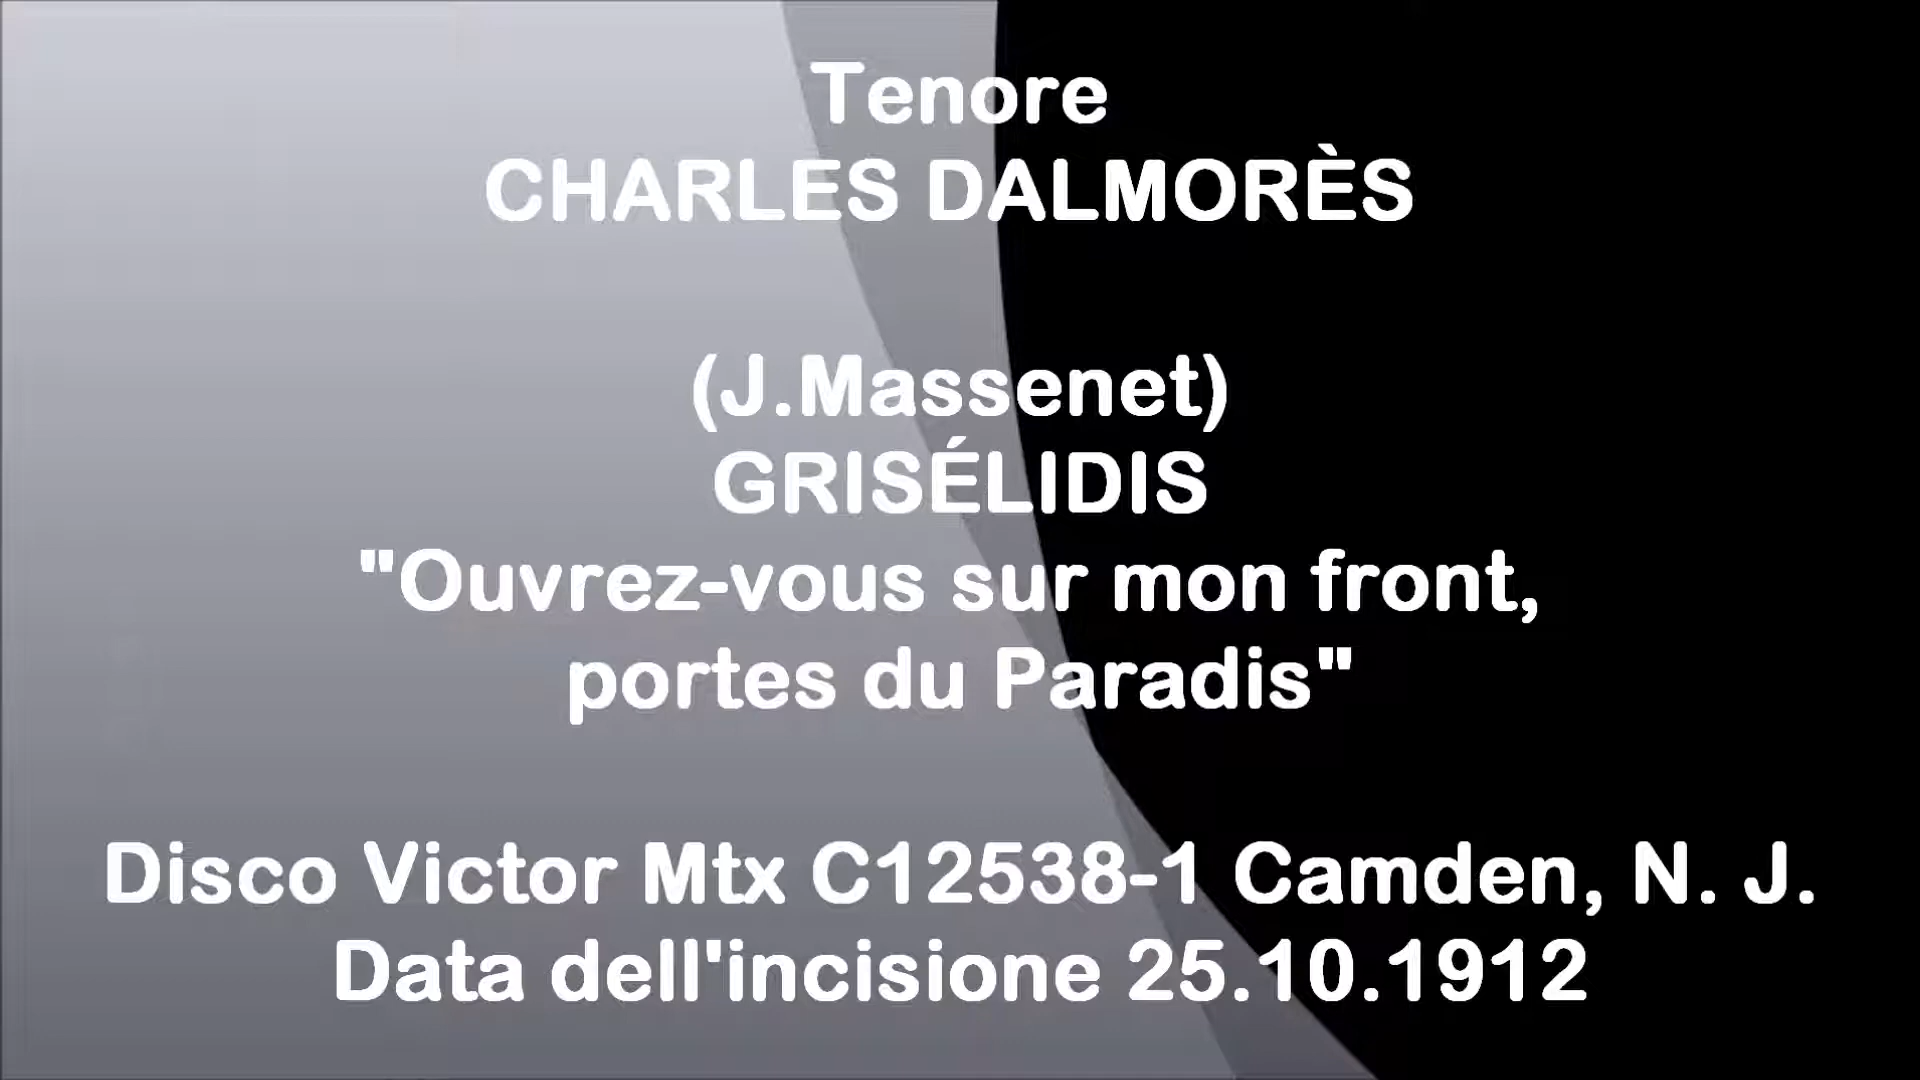 Tenore
CHARLES DALMORÈS
(J.Massenet)
GRISÉLIDIS
"Ouvrez-vous sur mon front,
portes du Paradis"
Disco Victor Mtx C12538-1 Camden, N. J.
Data dell'incisione 25.10.1912